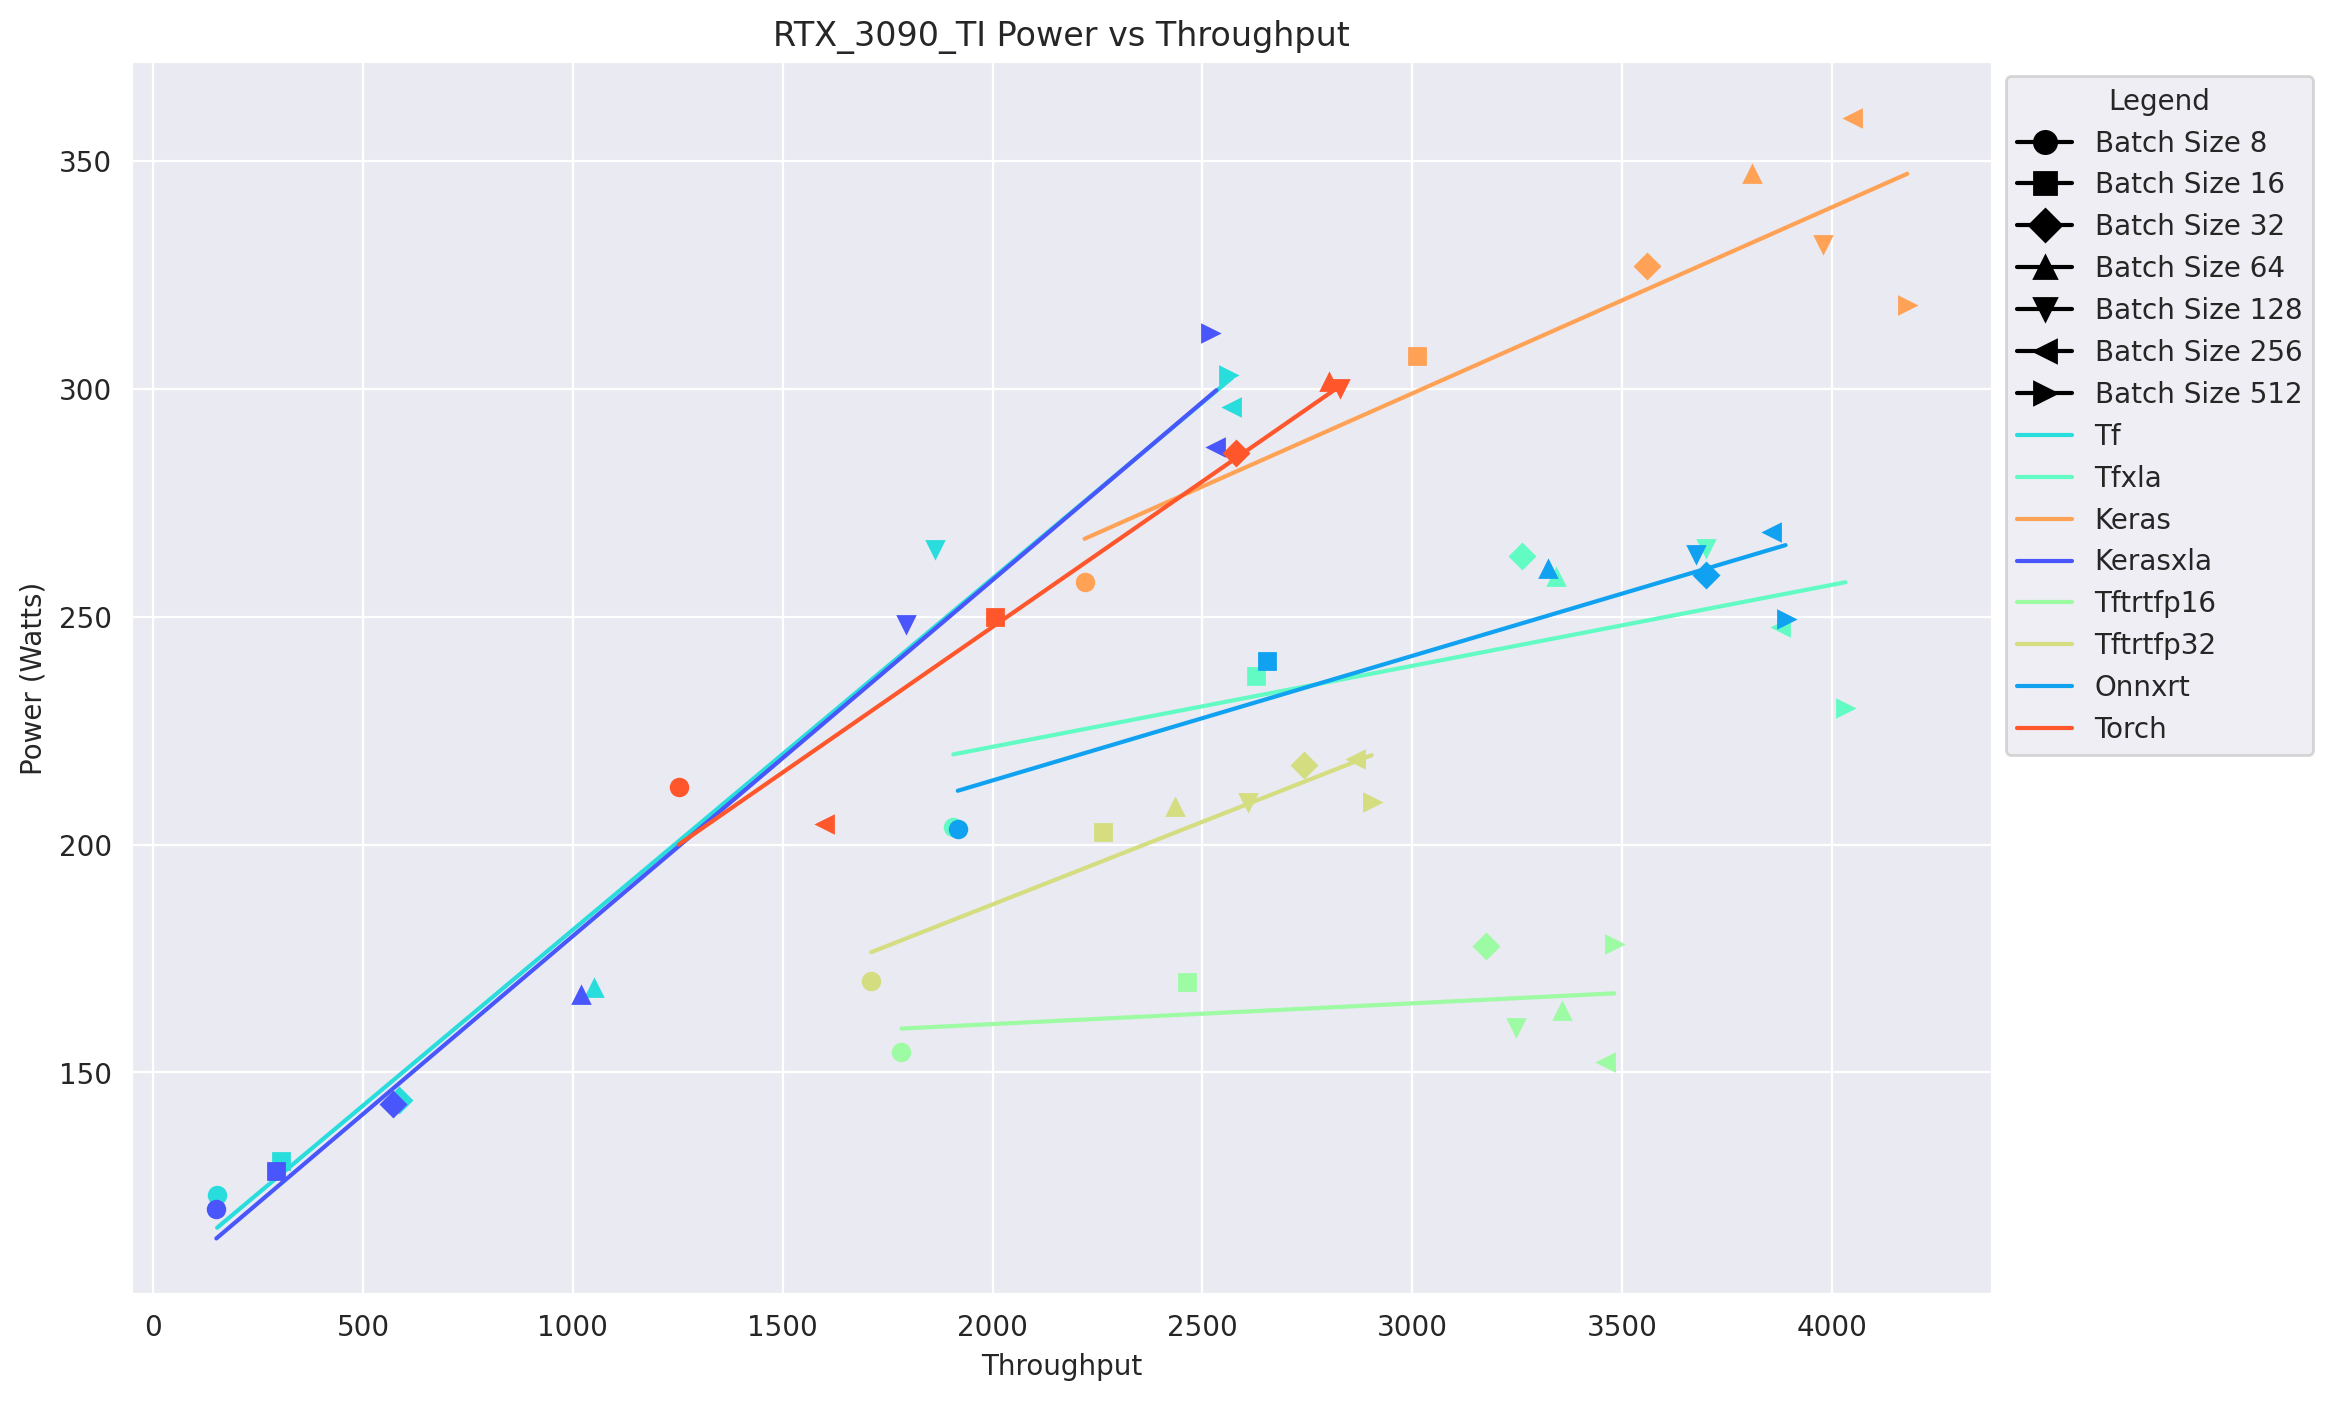 RTX_3090_TI Power vs Throughput
Power (Watts)
350
300
250
200
150
0 500 1000 1500 2000 2500 3000 3500 4000
Throughput
Legend
Batch Size 8
Batch Size 16
Batch Size 32
Batch Size 64
Batch Size 128
Batch Size 256
Batch Size 512
Tf
Tfxla
Keras
Kerasxla
Tftrtfp16
Tftrtfp32
Onnxrt
Torch